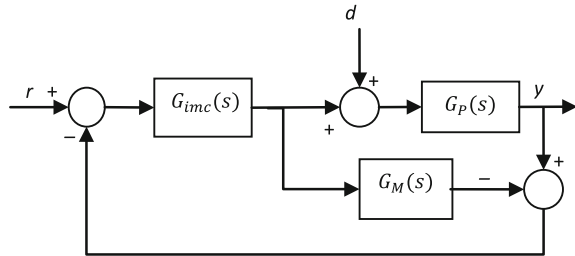 d
r + − G_imc(s) + + G_P(s) y
G_M(s) − +